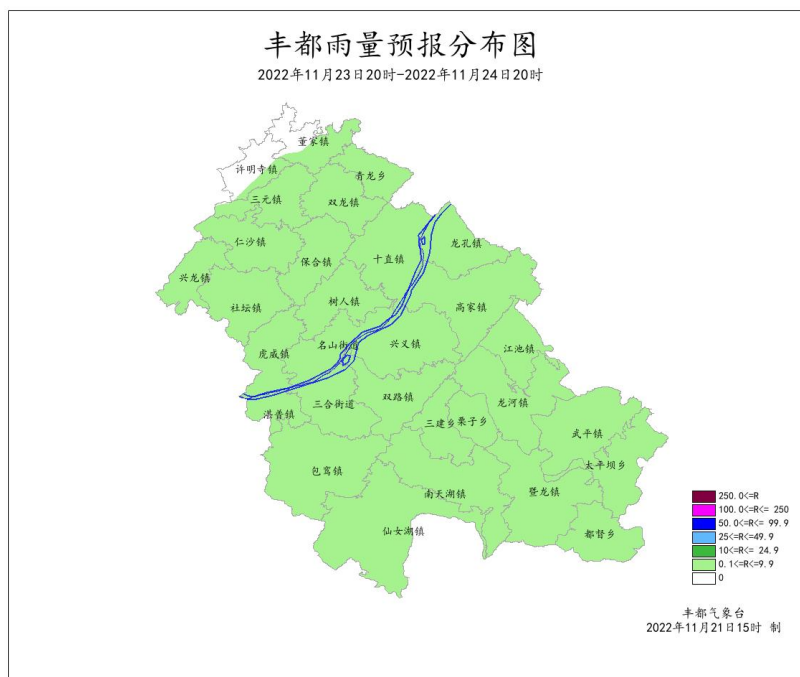 丰都雨量预报分布图
2022年11月23日20时-2022年11月24日20时
董家镇
许明寺镇
青龙乡
三元镇
双龙镇
仁沙镇
龙孔镇
保合镇
十直镇
兴龙镇
社坛镇
树人镇
高家镇
名山街道
兴义镇
虎威镇
江池镇
双路镇
三合街道
龙河镇
湛普镇
三建乡
栗子乡
武平镇
太平坝乡
包鸾镇
南天湖镇
暨龙镇
仙女湖镇
都督乡
250.0<=R
100.0<=R<= 250
50.0<=R<= 99.9
25<=R<=49.9
10<=R<= 24.9
0.1<=R<=9.9
0
丰都气象台
2022年11月21日15时 制